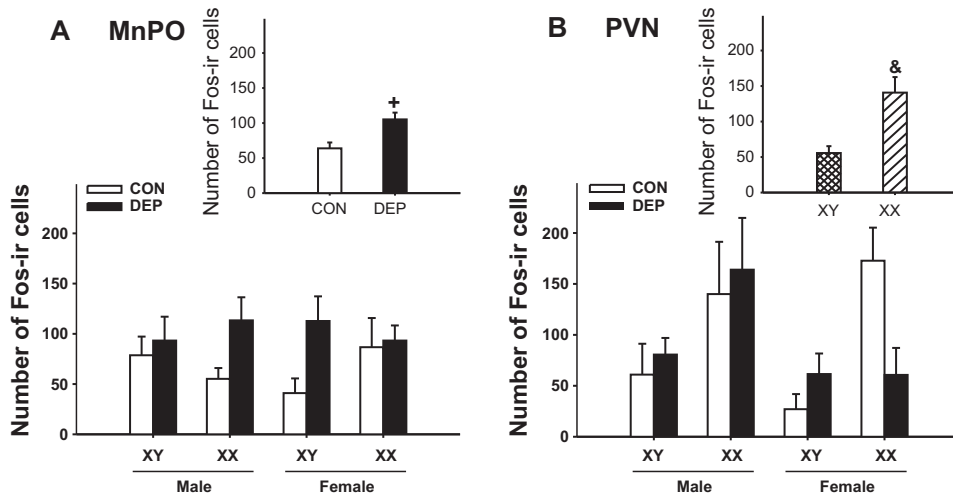 A MnPO
Number of Fos-ir cells
200
150
100
50
0
+
CON DEP
CON
DEP
Number of Fos-ir cells
200
150
100
50
0
XY XX XY XX
Male Female
B PVN
Number of Fos-ir cells
200
150
100
50
0
&
XY XX
CON
DEP
Number of Fos-ir cells
200
150
100
50
0
XY XX XY XX
Male Female